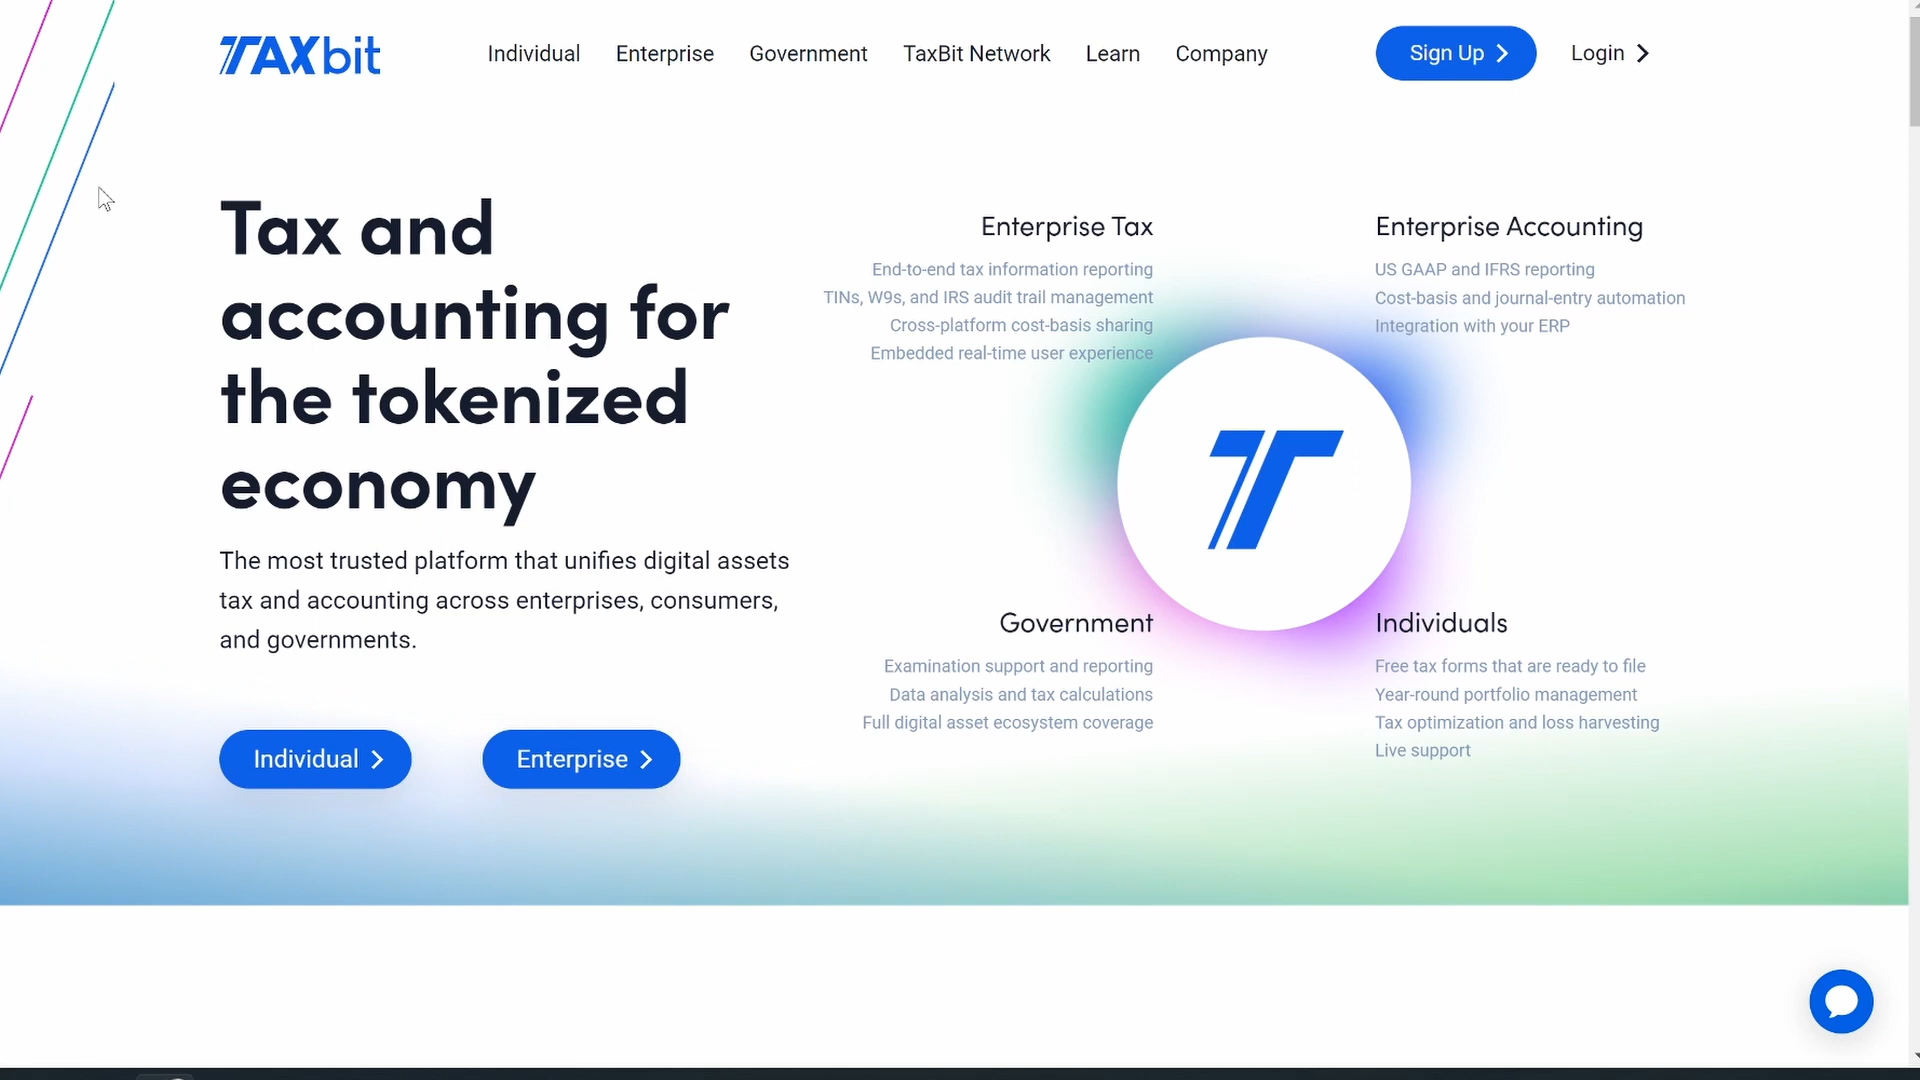 TAXbit
Individual
Enterprise
Government
TaxBit Network
Learn
Company
Sign Up
Login
Tax and
accounting for
the tokenized
economy
The most trusted platform that unifies digital assets
tax and accounting across enterprises, consumers,
and governments.
Individual
Enterprise
Enterprise Tax
End-to-end tax information reporting
TINs, W9s, and IRS audit trail management
Cross-platform cost-basis sharing
Embedded real-time user experience
Enterprise Accounting
US GAAP and IFRS reporting
Cost-basis and journal-entry automation
Integration with your ERP
Government
Examination support and reporting
Data analysis and tax calculations
Full digital asset ecosystem coverage
Individuals
Free tax forms that are ready to file
Year-round portfolio management
Tax optimization and loss harvesting
Live support